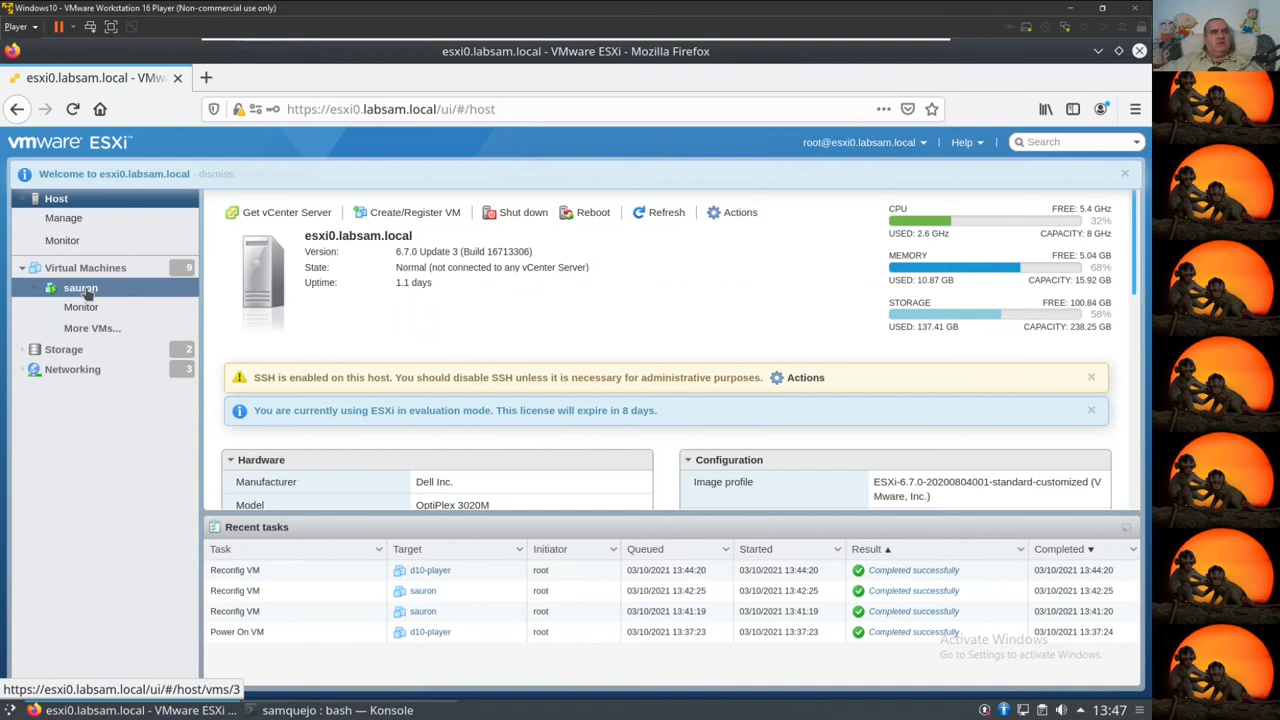 Windows10 - VMware Workstation 16 Player (Non-commercial use only)
Player
esxi0.labsam.local - VMware ESXi - Mozilla Firefox
esxi0.labsam.local - VMw
https://esxi0.labsam.local/ui/#/host
vmware ESXi™
root@esxi0.labsam.local
Help
Search
Welcome to esxi0.labsam.local - dismiss
Host
Manage
Monitor
Virtual Machines 9
sauron
Monitor
More VMs...
Storage 2
Networking 3
Get vCenter Server
Create/Register VM
Shut down
Reboot
Refresh
Actions
esxi0.labsam.local
Version: 6.7.0 Update 3 (Build 16713306)
State: Normal (not connected to any vCenter Server)
Uptime: 1.1 days
CPU FREE: 5.4 GHz
32%
USED: 2.6 GHz CAPACITY: 8 GHz
MEMORY FREE: 5.04 GB
68%
USED: 10.87 GB CAPACITY: 15.92 GB
STORAGE FREE: 100.84 GB
58%
USED: 137.41 GB CAPACITY: 238.25 GB
SSH is enabled on this host. You should disable SSH unless it is necessary for administrative purposes. Actions
You are currently using ESXi in evaluation mode. This license will expire in 8 days.
Hardware
Manufacturer Dell Inc.
Model OptiPlex 3020M
Configuration
Image profile ESXi-6.7.0-20200804001-standard-customized (V
Mware, Inc.)
Recent tasks
Task Target Initiator Queued Started Result Completed
Reconfig VM d10-player root 03/10/2021 13:44:20 03/10/2021 13:44:20 Completed successfully 03/10/2021 13:44:20
Reconfig VM sauron root 03/10/2021 13:42:25 03/10/2021 13:42:25 Completed successfully 03/10/2021 13:42:25
Reconfig VM sauron root 03/10/2021 13:41:19 03/10/2021 13:41:19 Completed successfully 03/10/2021 13:41:20
Power On VM d10-player root 03/10/2021 13:37:23 03/10/2021 13:37:23 Completed successfully 03/10/2021 13:37:24
Activate Windows
Go to Settings to activate Windows.
https://esxi0.labsam.local/ui/#/host/vms/3
esxi0.labsam.local - VMware ESXi ...
samquejo : bash — Konsole
13:47